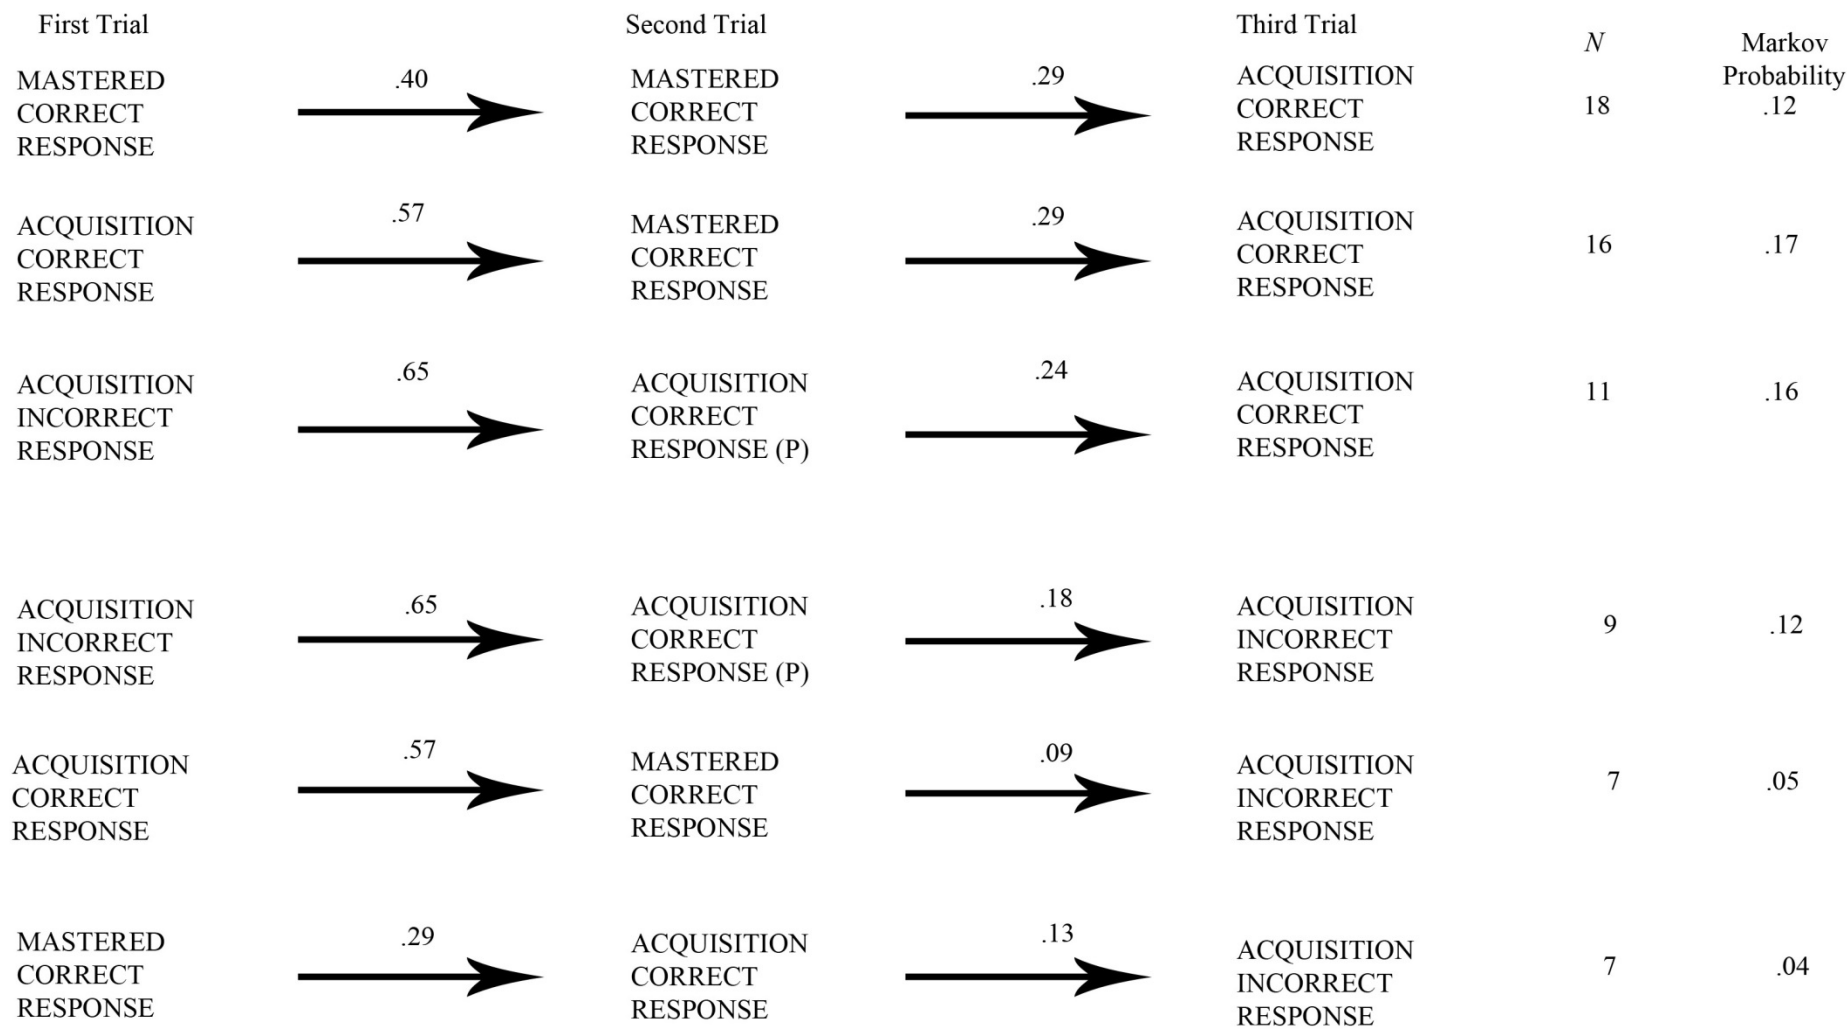 First Trial
Second Trial
Third Trial
N
Markov
Probability
MASTERED
CORRECT
RESPONSE
.40
MASTERED
CORRECT
RESPONSE
.29
ACQUISITION
CORRECT
RESPONSE
18
.12
ACQUISITION
CORRECT
RESPONSE
.57
MASTERED
CORRECT
RESPONSE
.29
ACQUISITION
CORRECT
RESPONSE
16
.17
ACQUISITION
INCORRECT
RESPONSE
.65
ACQUISITION
CORRECT
RESPONSE (P)
.24
ACQUISITION
CORRECT
RESPONSE
11
.16
ACQUISITION
INCORRECT
RESPONSE
.65
ACQUISITION
CORRECT
RESPONSE (P)
.18
ACQUISITION
INCORRECT
RESPONSE
9
.12
ACQUISITION
CORRECT
RESPONSE
.57
MASTERED
CORRECT
RESPONSE
.09
ACQUISITION
INCORRECT
RESPONSE
7
.05
MASTERED
CORRECT
RESPONSE
.29
ACQUISITION
CORRECT
RESPONSE
.13
ACQUISITION
INCORRECT
RESPONSE
7
.04